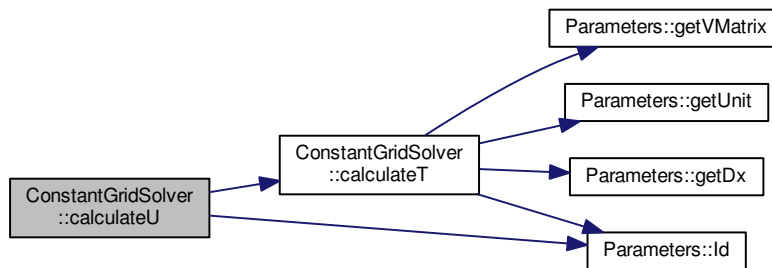 Parameters::getVMatrix
Parameters::getUnit
ConstantGridSolver
::calculateT
Parameters::getDx
ConstantGridSolver
::calculateU
Parameters::Id